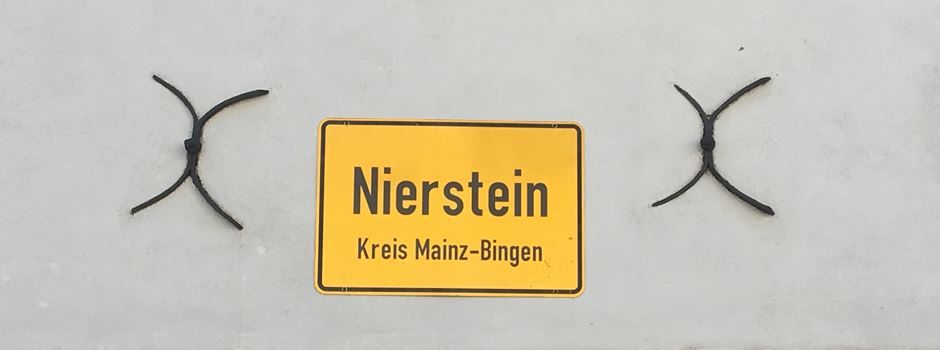 Nierstein
Kreis Mainz-Bingen